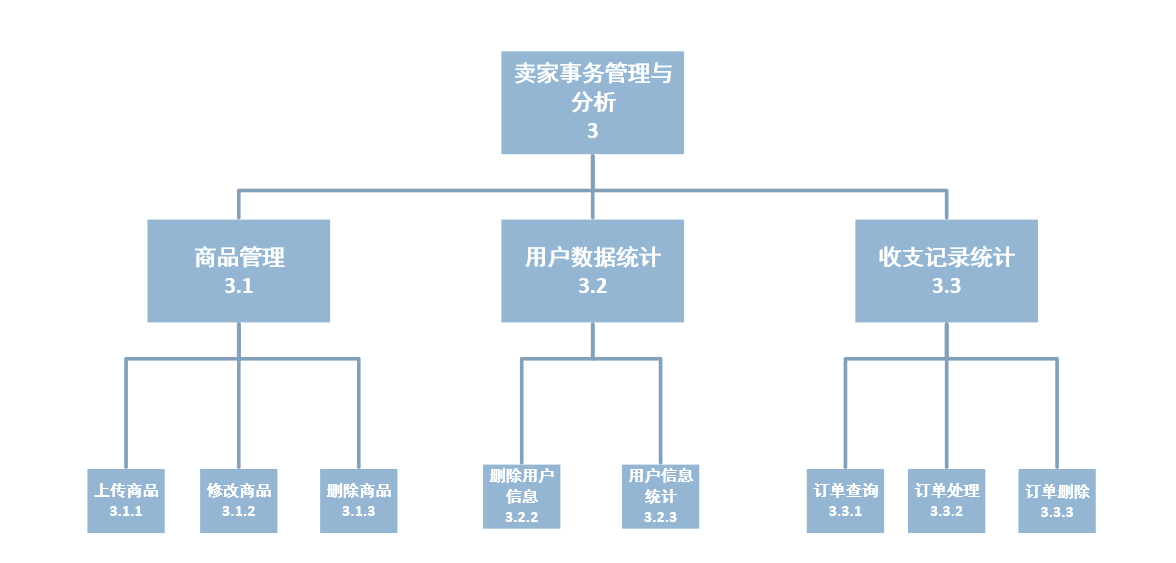 卖家事务管理与
分析
3
商品管理
3.1
用户数据统计
3.2
收支记录统计
3.3
上传商品
3.1.1
修改商品
3.1.2
删除商品
3.1.3
删除用户
信息
3.2.2
用户信息
统计
3.2.3
订单查询
3.3.1
订单处理
3.3.2
订单删除
3.3.3